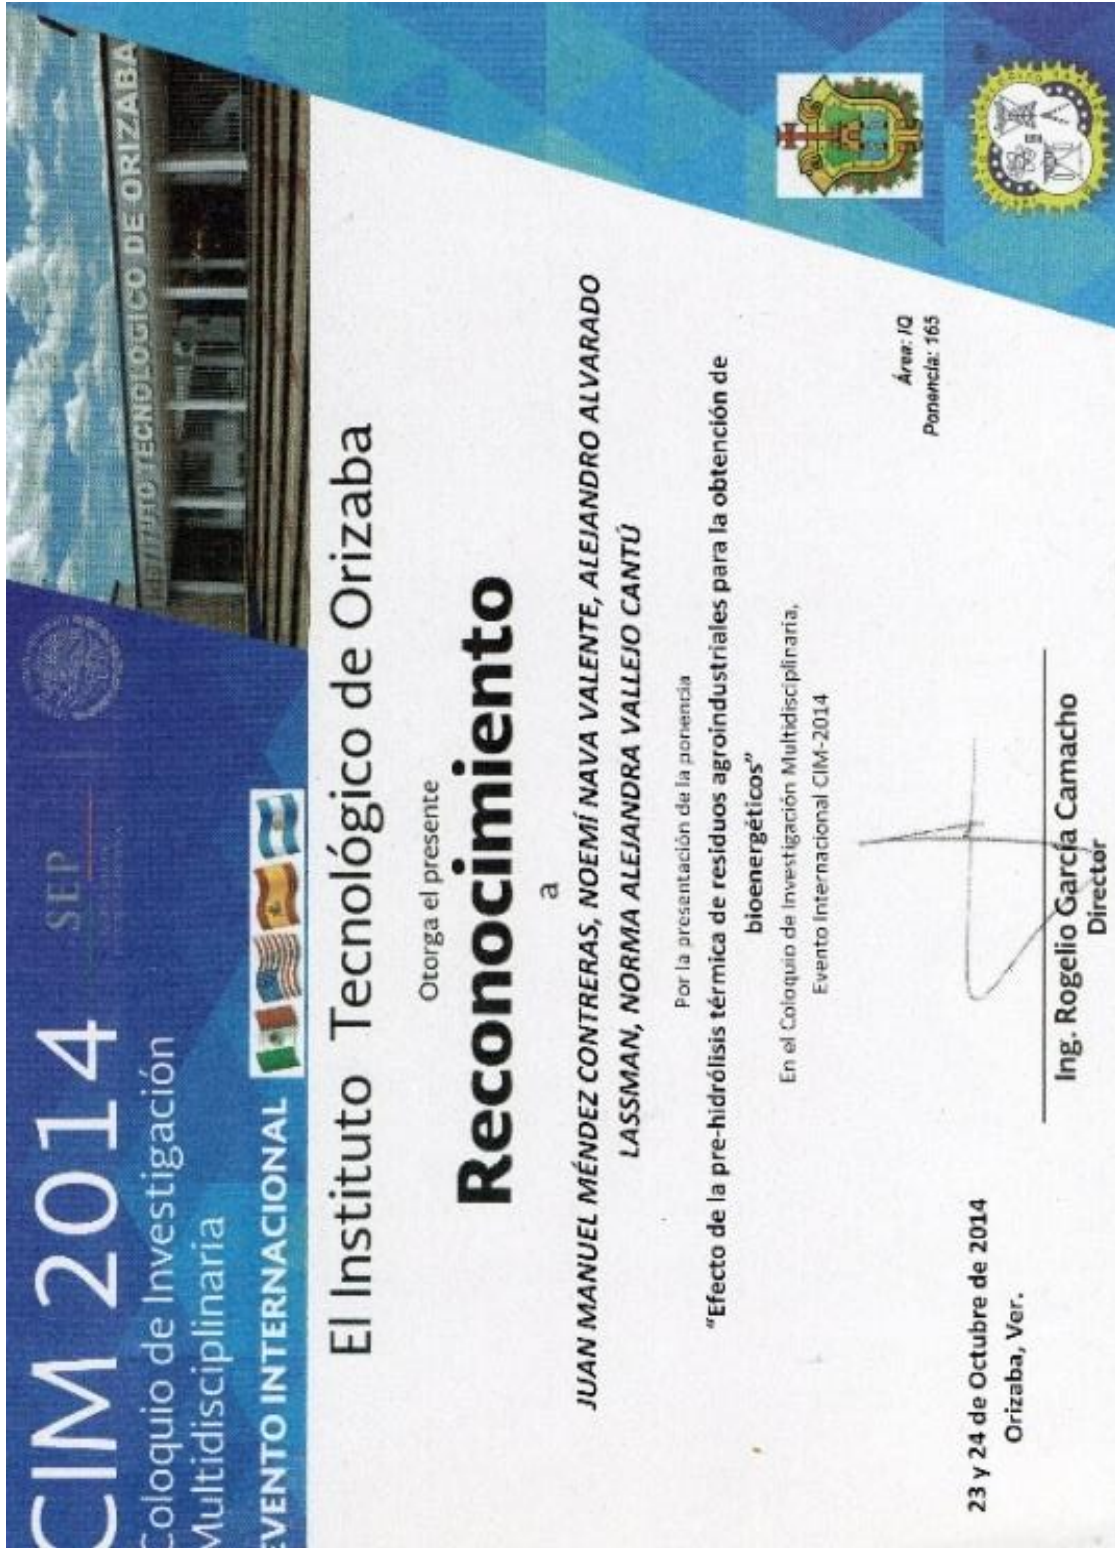 CIM 2014
Coloquio de Investigación
Multidisciplinaria
EVENTO INTERNACIONAL
SEP
INSTITUTO TECNOLOGICO DE ORIZABA
El Instituto Tecnológico de Orizaba
Otorga el presente
Reconocimiento
a
JUAN MANUEL MÉNDEZ CONTRERAS, NOEMÍ NAVA VALENTE, ALEJANDRO ALVARADO
LASSMAN, NORMA ALEJANDRA VALLEJO CANTÚ
Por la presentación de la ponencia
"Efecto de la pre-hidrólisis térmica de residuos agroindustriales para la obtención de
bioenergéticos"
En el Coloquio de Investigación Multidisciplinaria,
Evento Internacional CIM-2014
Área: IQ
Ponencia: 165
23 y 24 de Octubre de 2014
Orizaba, Ver.
Ing. Rogelio García Camacho
Director